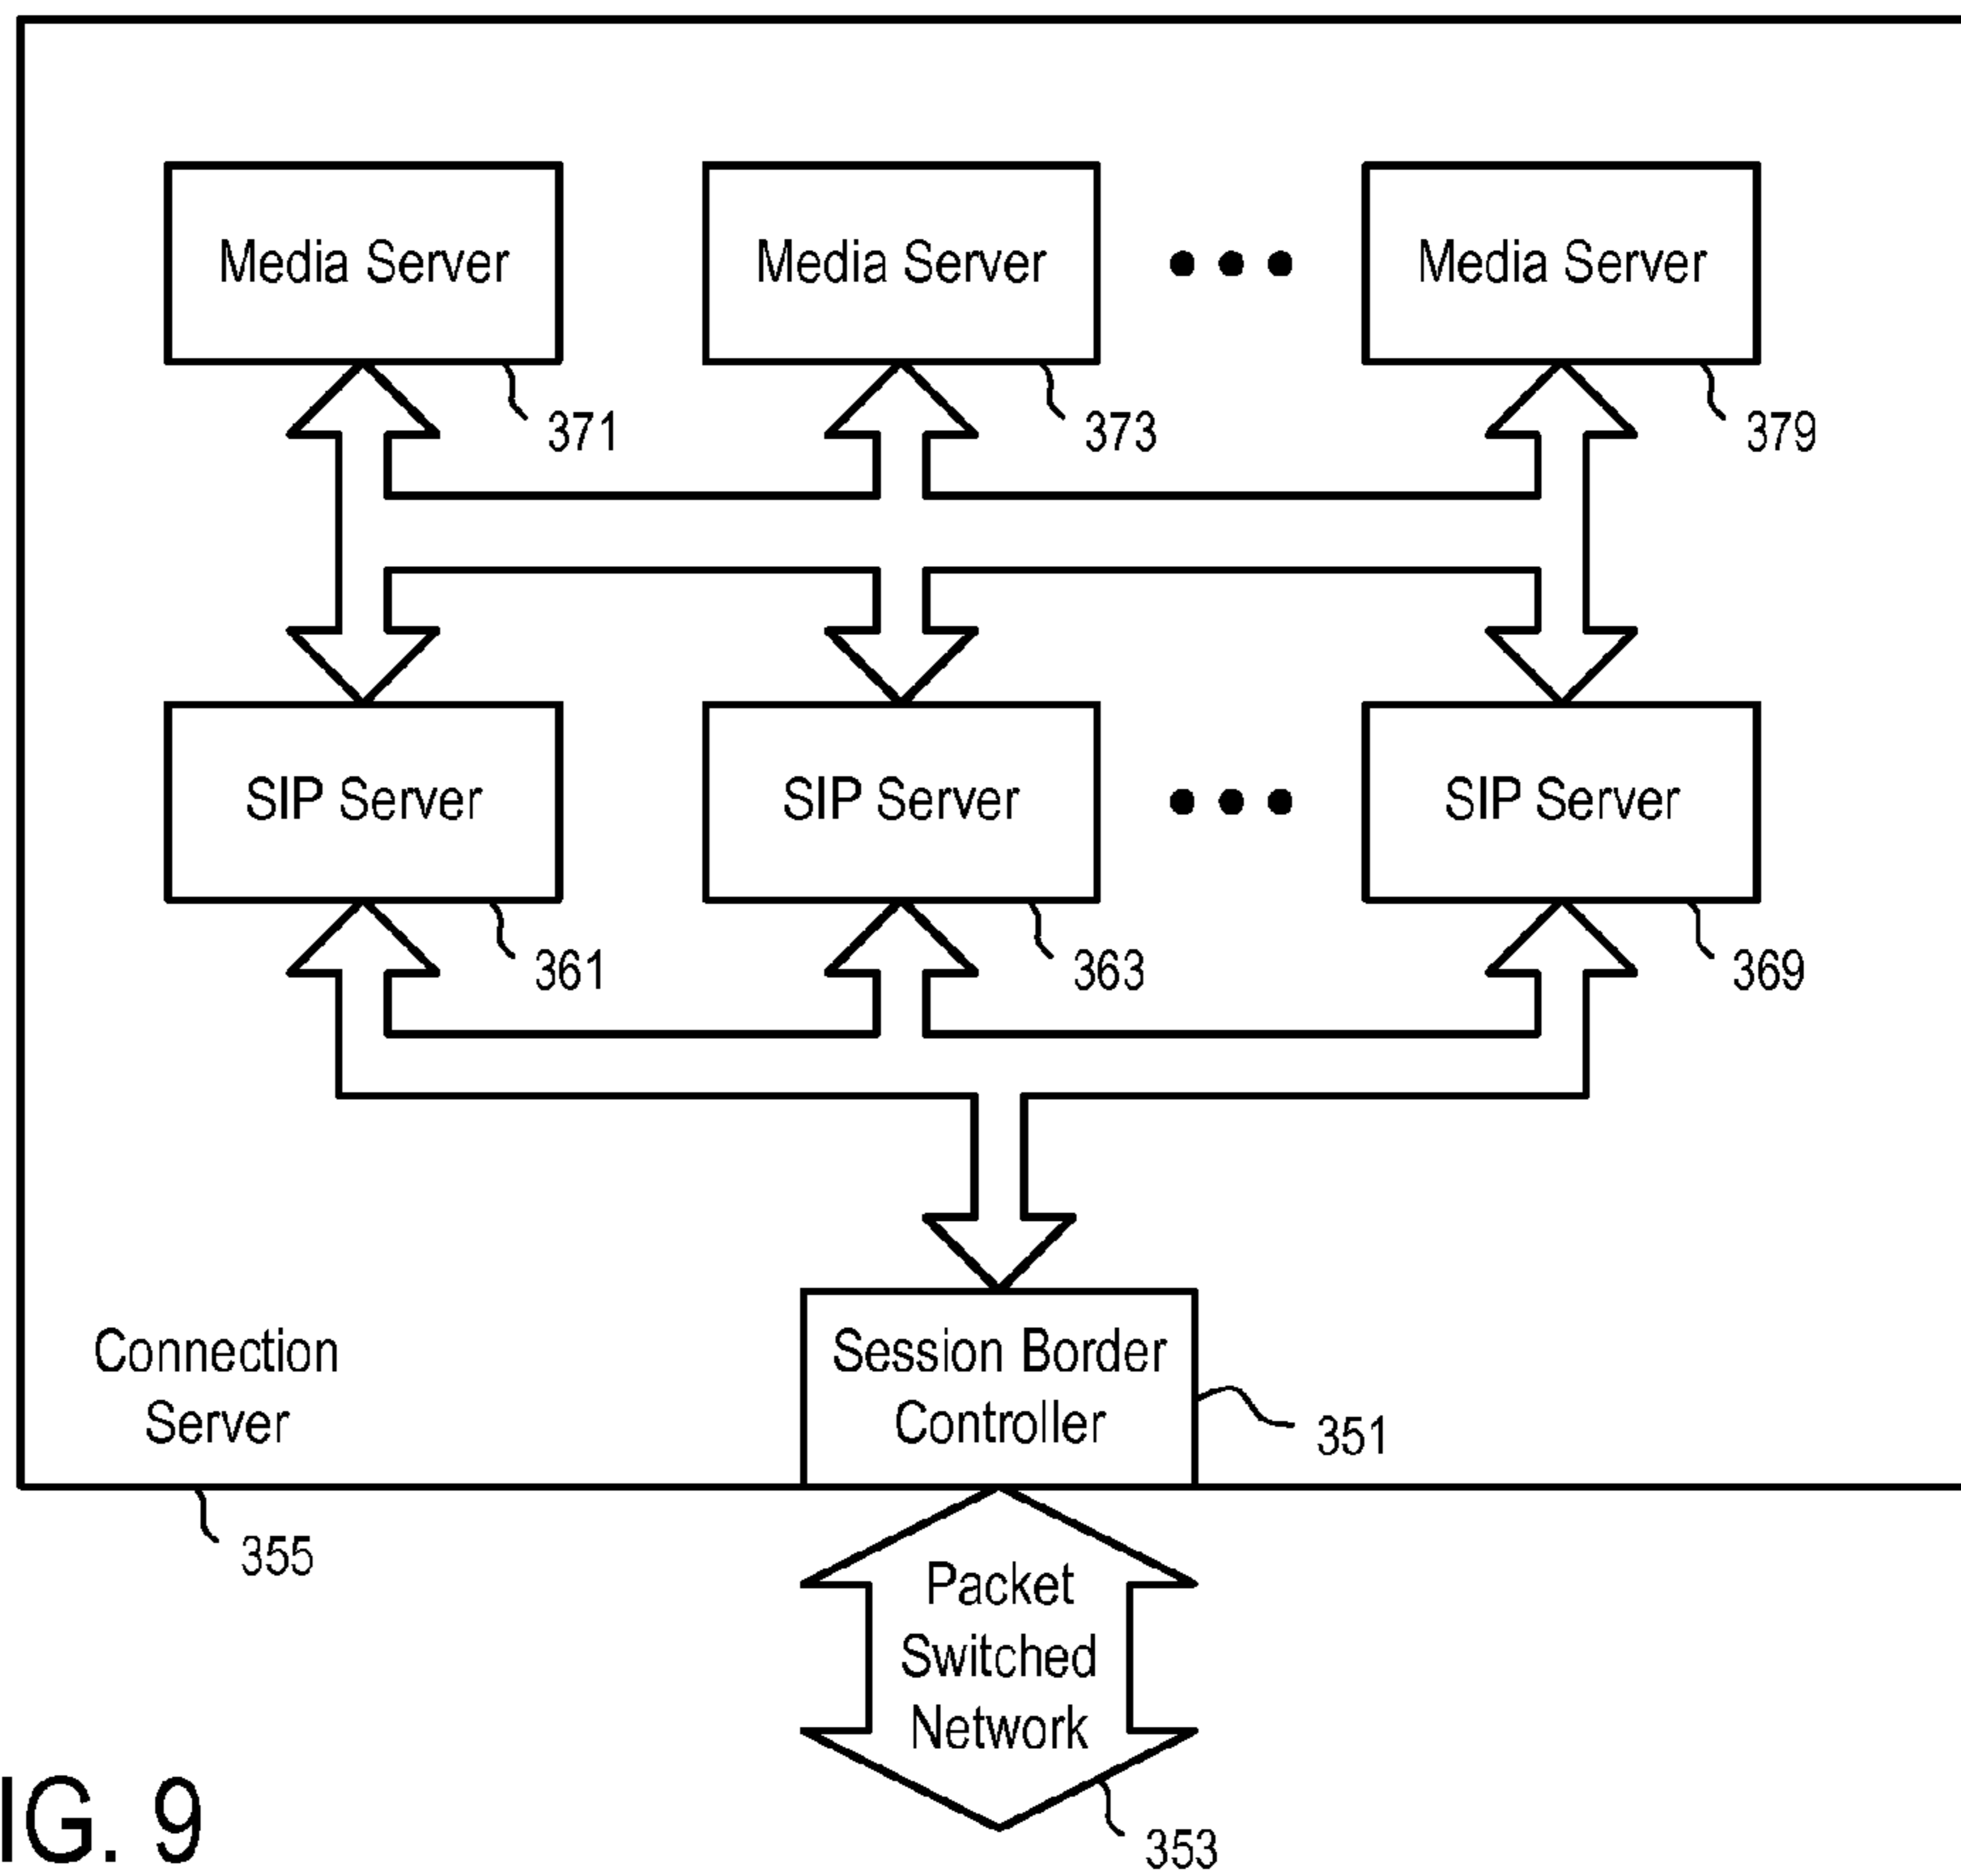 Media Server Media Server Media Server
371 373 379
SIP Server SIP Server SIP Server
361 363 369
Connection
Server
Session Border
Controller
351
355
Packet
Switched
Network
353
IG. 9